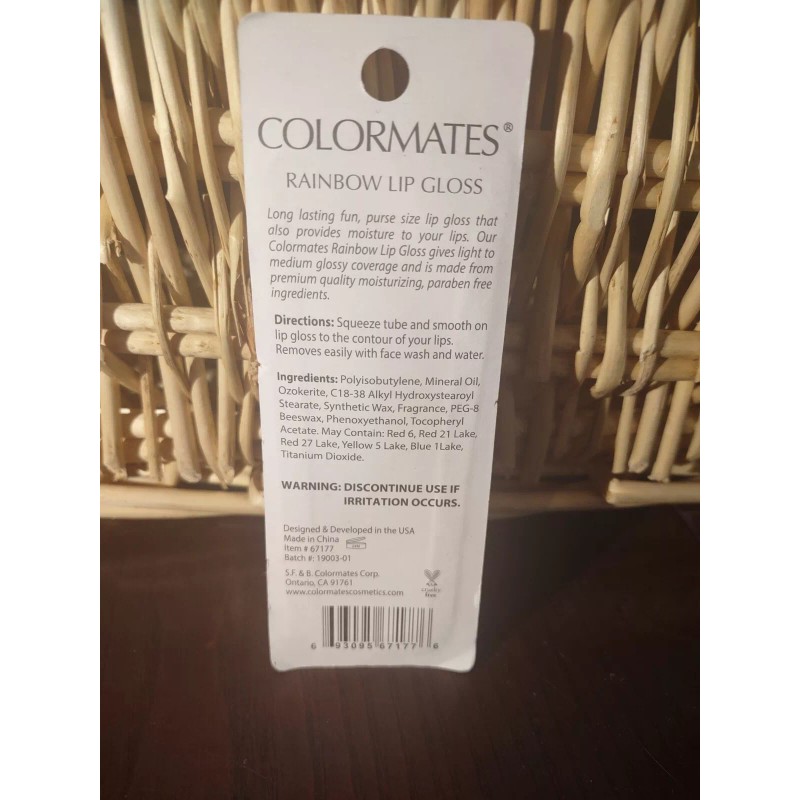 COLORMATES®
RAINBOW LIP GLOSS
Long lasting fun, purse size lip gloss that
also provides moisture to your lips. Our
Colormates Rainbow Lip Gloss gives light to
medium glossy coverage and is made from
premium quality moisturizing, paraben free
ingredients.
Directions: Squeeze tube and smooth on
lip gloss to the contour of your lips.
Removes easily with face wash and water.
Ingredients: Polyisobutylene, Mineral Oil,
Ozokerite, C18-38 Alkyl Hydroxystearoyl
Stearate, Synthetic Wax, Fragrance, PEG-8
Beeswax, Phenoxyethanol, Tocopheryl
Acetate. May Contain: Red 6, Red 21 Lake,
Red 27 Lake, Yellow 5 Lake, Blue 1Lake,
Titanium Dioxide.
WARNING: DISCONTINUE USE IF
IRRITATION OCCURS.
Designed & Developed in the USA
Made in China
Item # 67177
Batch #: 19003-01
S.F. & B. Colormates Corp.
Ontario, CA 91761
www.colormatescosmetics.com
cruelty
free
6 93095 67177 6